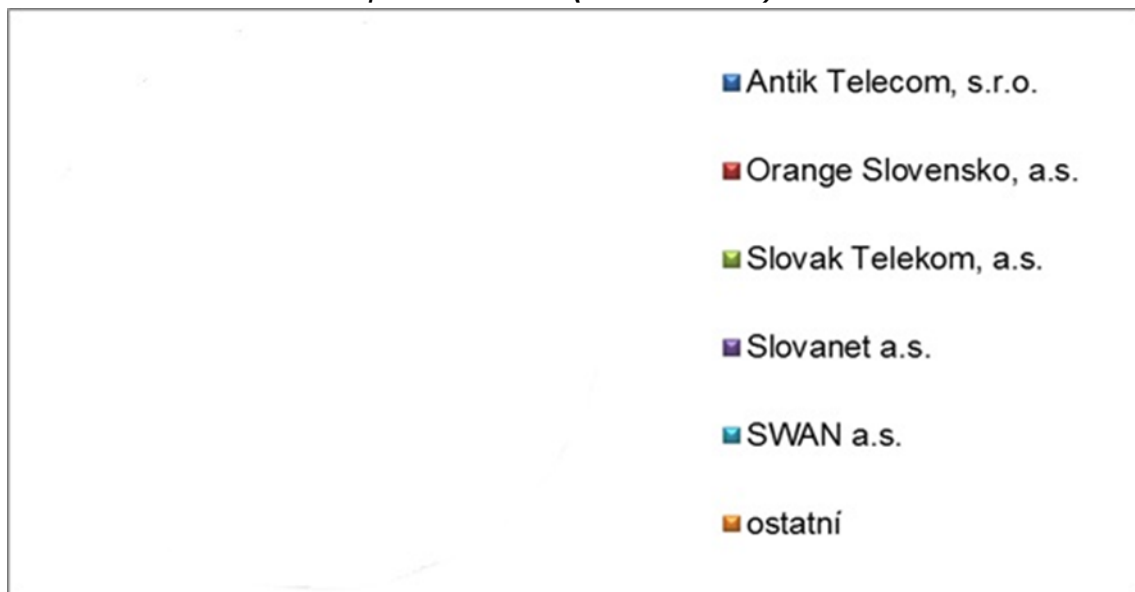 Antik Telecom, s.r.o.
Orange Slovensko, a.s.
Slovak Telekom, a.s.
Slovanet a.s.
SWAN a.s.
ostatní